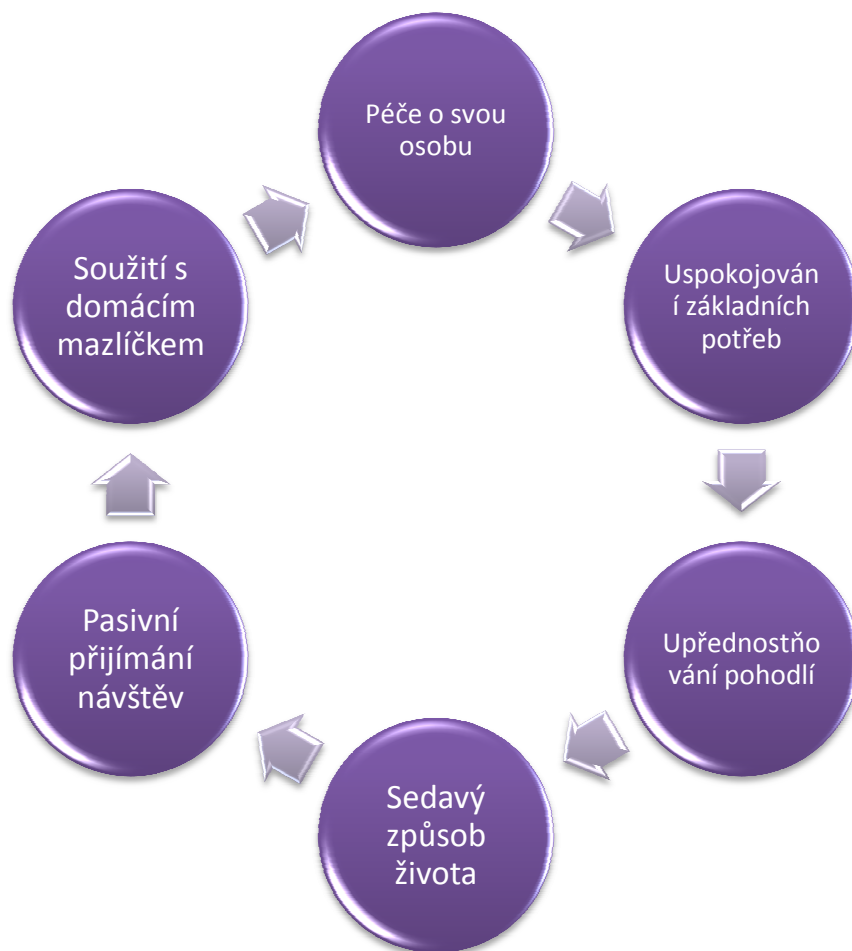 Péče o svou
osobu
Uspokojován
í základních
potřeb
Upřednostňo
vání pohodlí
Sedavý
způsob
života
Pasivní
přijímání
návštěv
Soužití s
domácím
mazlíčkem